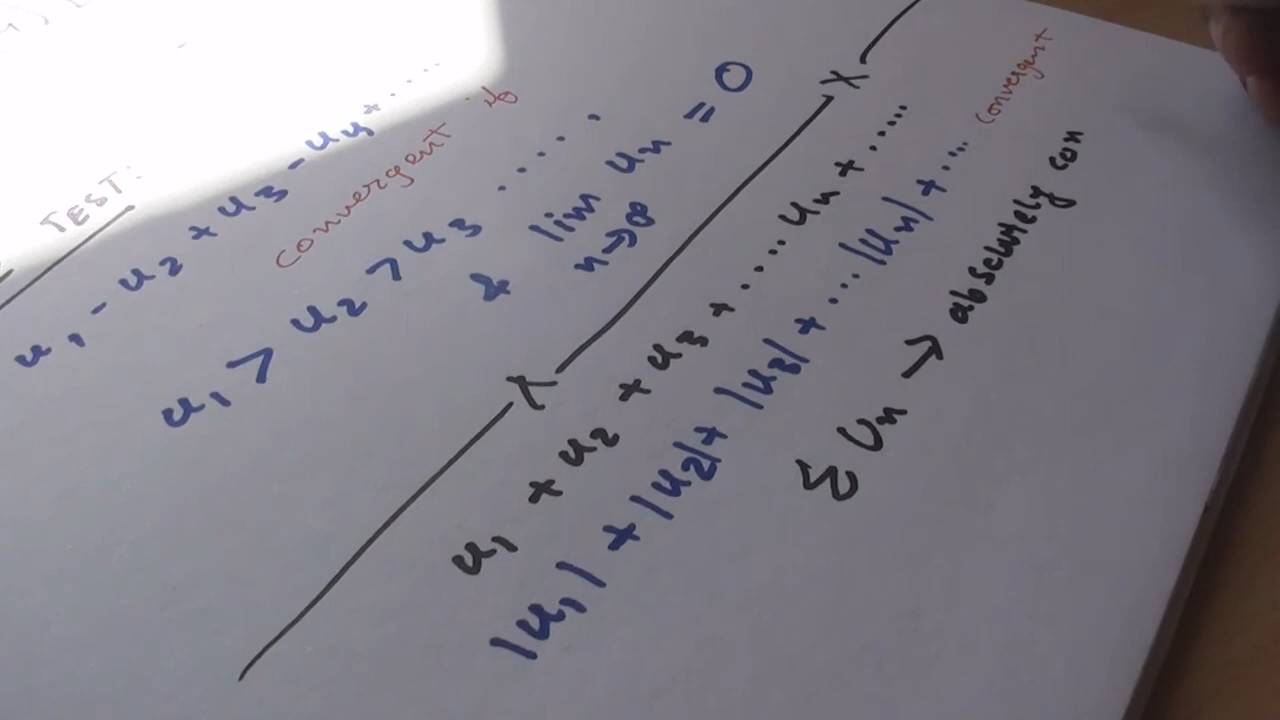 TEST:
u1 - u2 + u3 - u4 + ....
convergent if
u1 > u2 > u3 .....,
& lim n→∞ un = 0
u1 + u2 + u3 + ..... un + .....
|u1| + |u2| + |u3| + ... |un| + ... convergent
Σ Un → absolutely con